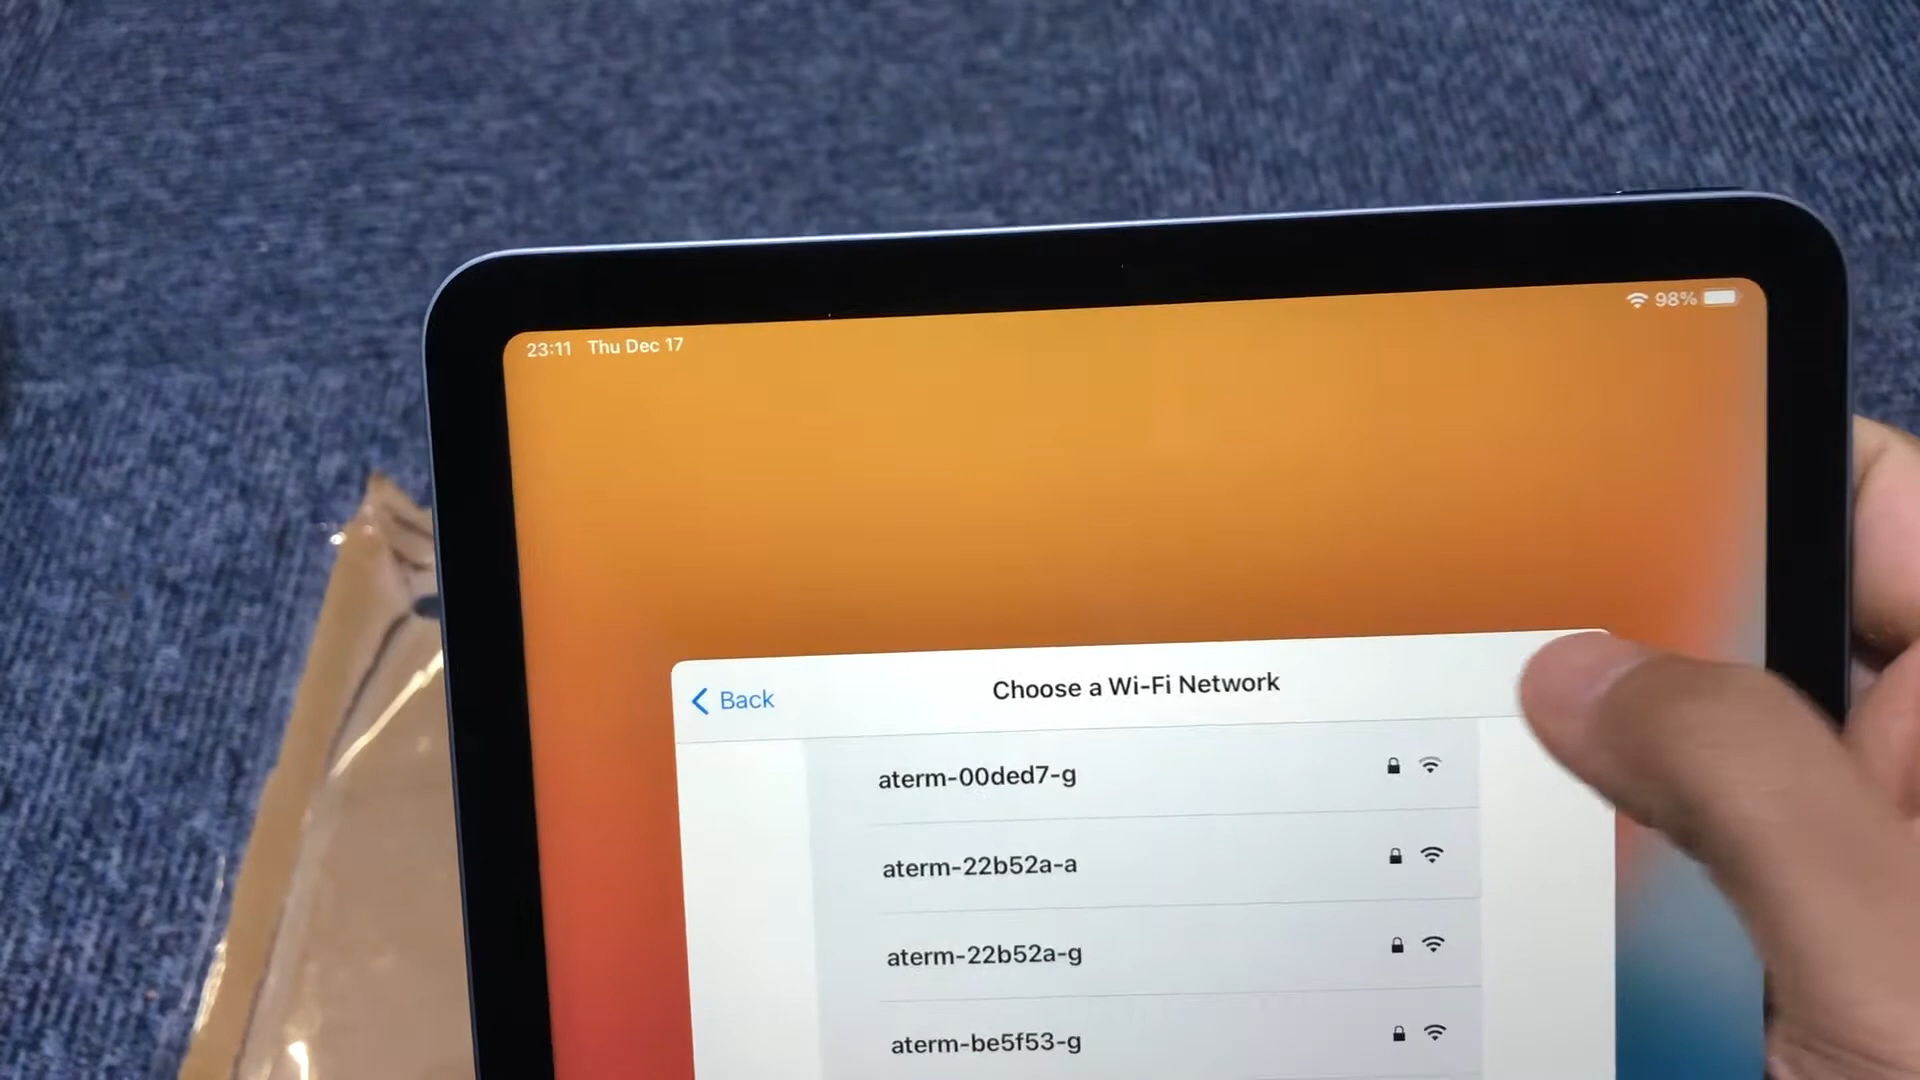 23:11 Thu Dec 17
98%
Back
Choose a Wi-Fi Network
aterm-00ded7-g
aterm-22b52a-a
aterm-22b52a-g
aterm-be5f53-g